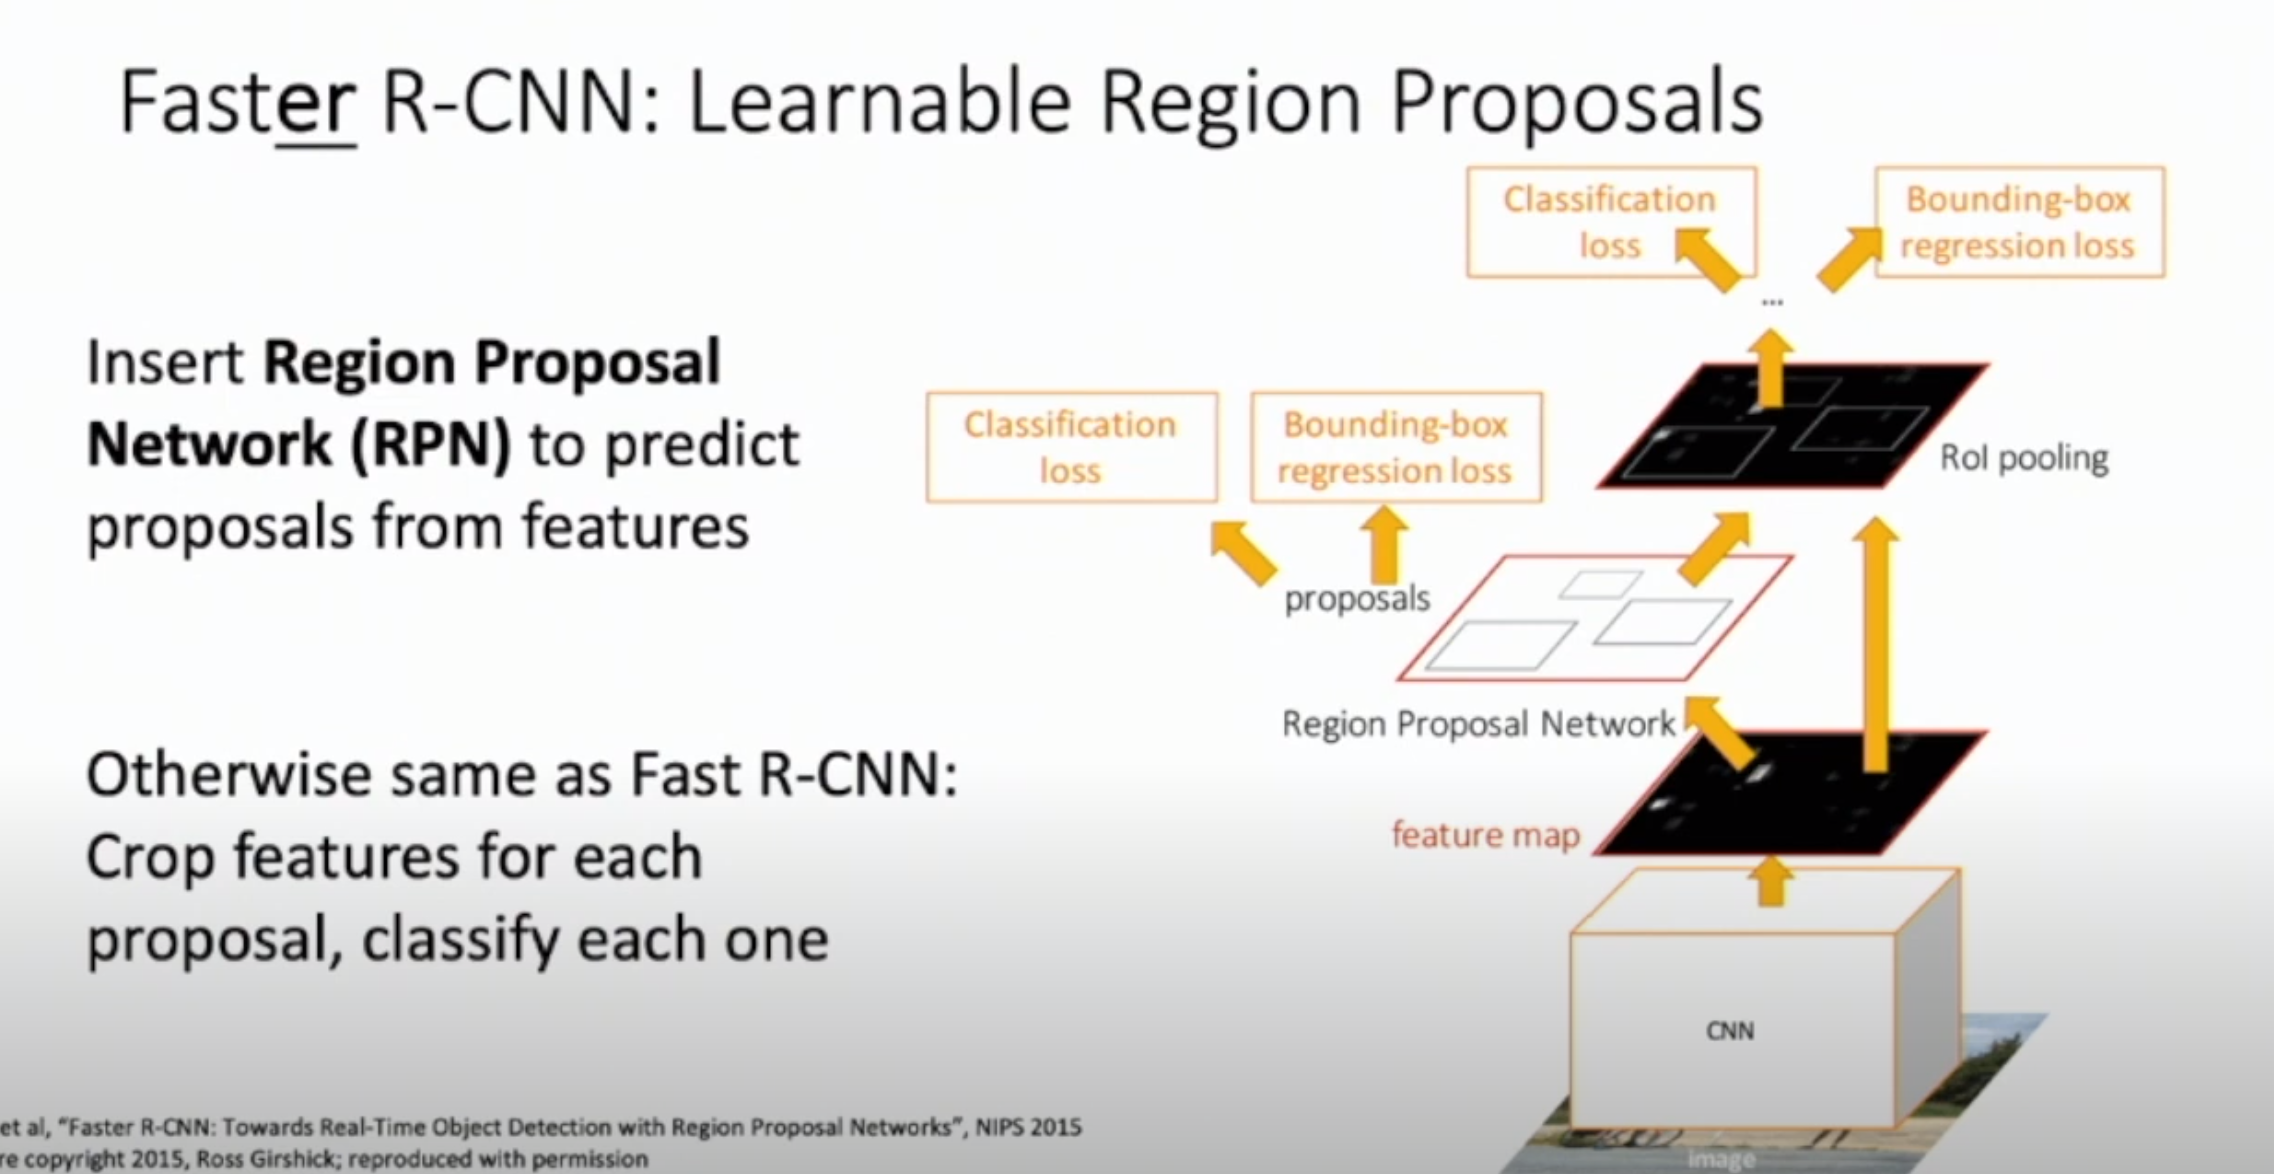 Faster R-CNN: Learnable Region Proposals
Classification
loss
Bounding-box
regression loss
...
Insert Region Proposal
Network (RPN) to predict
proposals from features
Classification
loss
Bounding-box
regression loss
RoI pooling
proposals
Region Proposal Network
Otherwise same as Fast R-CNN:
Crop features for each
proposal, classify each one
feature map
CNN
image
et al, “Faster R-CNN: Towards Real-Time Object Detection with Region Proposal Networks”, NIPS 2015
re copyright 2015, Ross Girshick; reproduced with permission